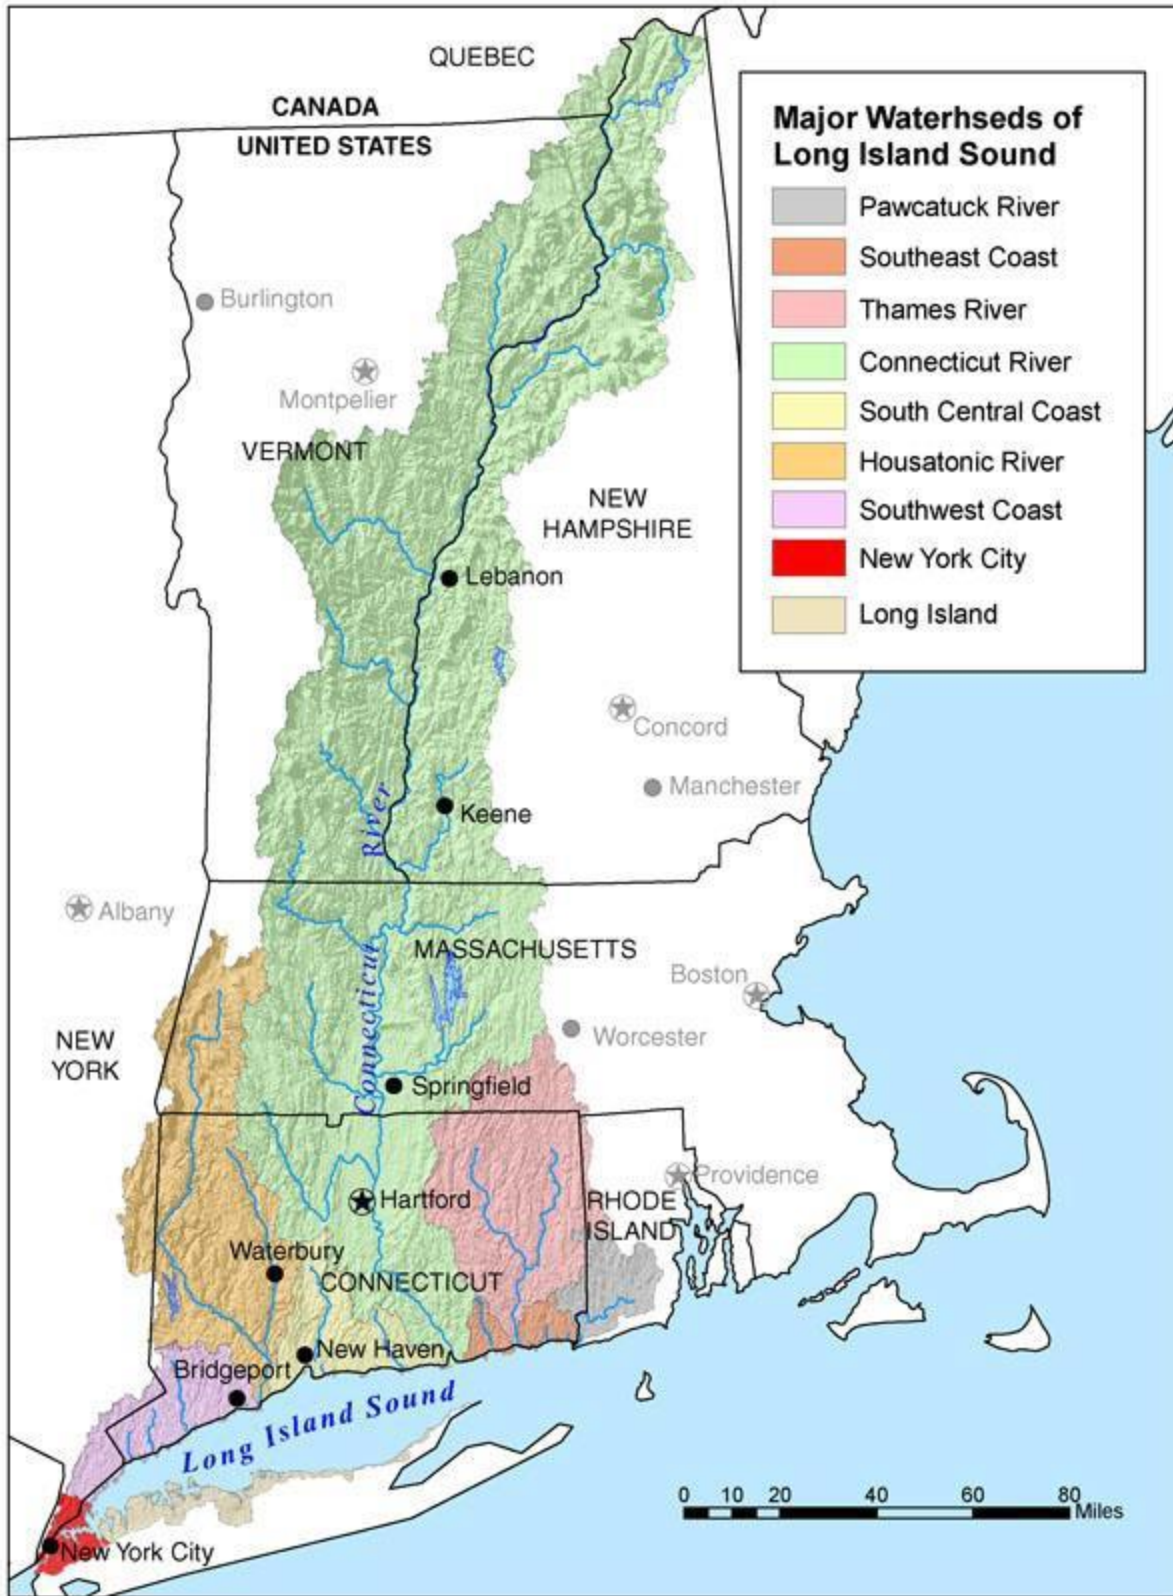 QUEBEC
CANADA
UNITED STATES
Major Waterhseds of
Long Island Sound
Pawcatuck River
Southeast Coast
Thames River
Connecticut River
South Central Coast
Housatonic River
Southwest Coast
New York City
Long Island
Burlington
Montpelier
VERMONT
NEW
HAMPSHIRE
Lebanon
Concord
Manchester
Keene
River
Albany
MASSACHUSETTS
Connecticut
Boston
Worcester
NEW
YORK
Springfield
Providence
Hartford
RHODE
ISLAND
Waterbury
CONNECTICUT
New Haven
Bridgeport
Long Island Sound
0 10 20 40 60 80
Miles
New York City